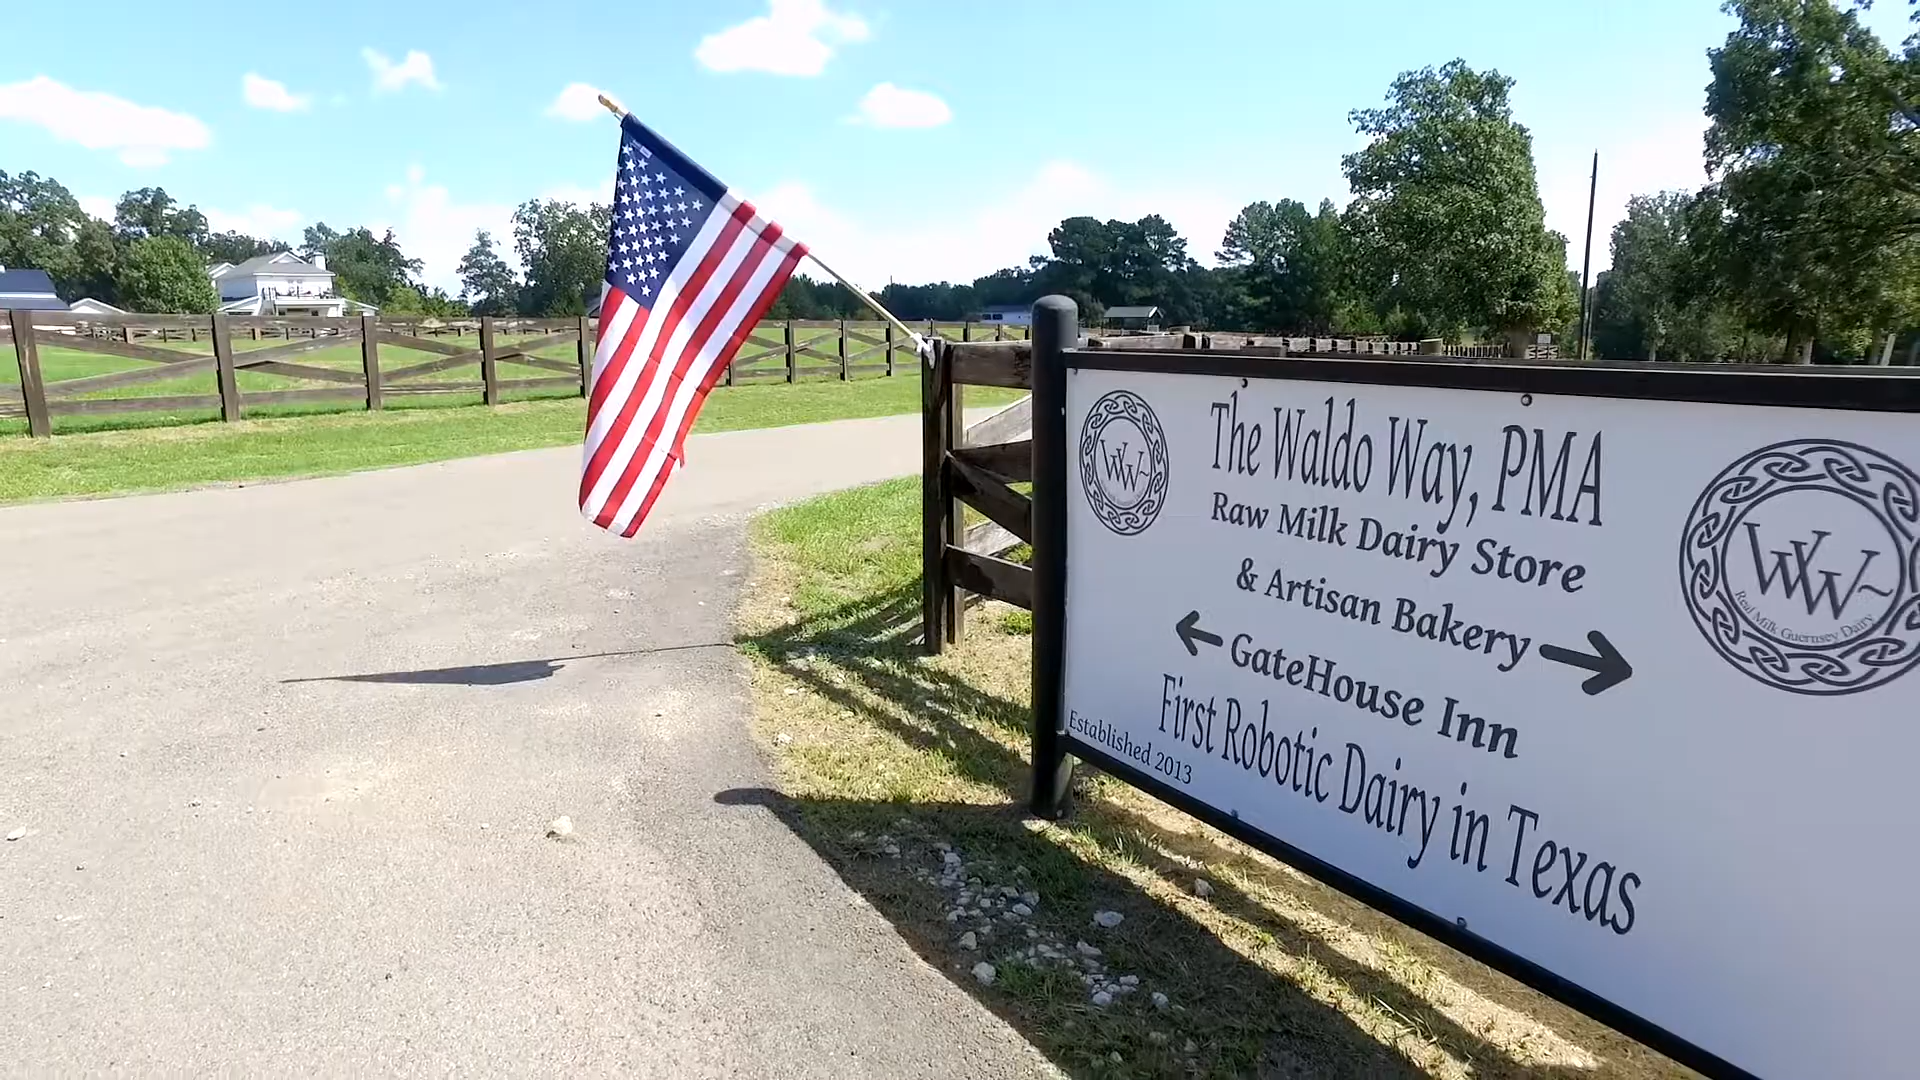 The Waldo Way, PMA
Raw Milk Dairy Store
& Artisan Bakery
GateHouse Inn
First Robotic Dairy in Texas
Established 2013
WW
WW~
Real Milk Guernsey Dairy